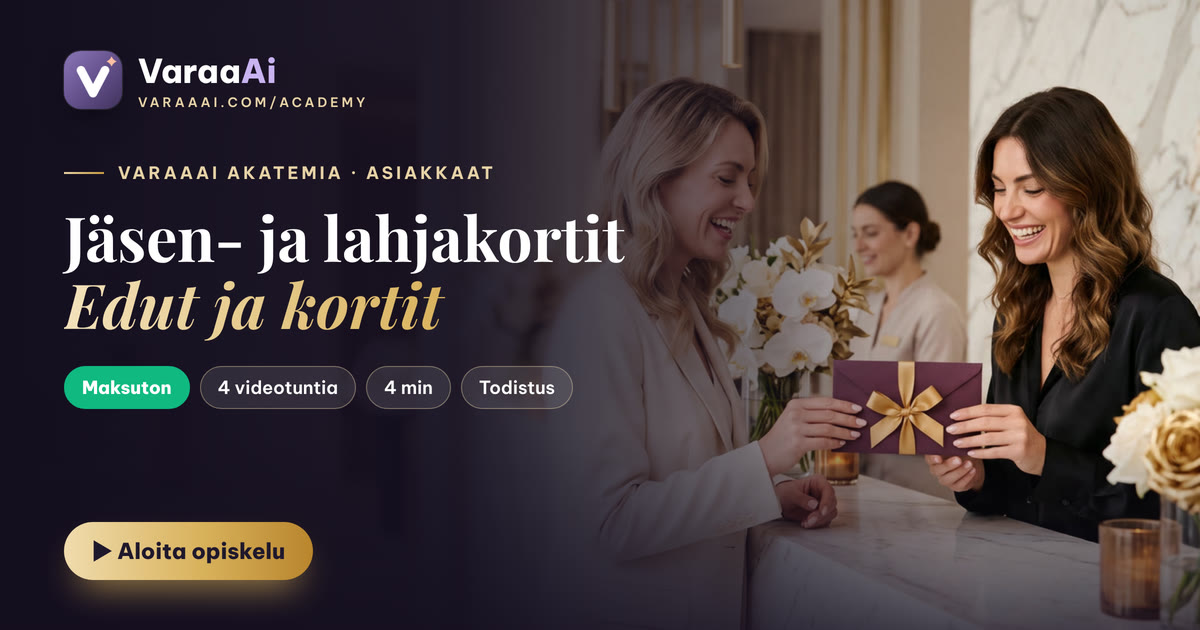 VaraaAi
VARAAAI.COM/ACADEMY
VARAAAI AKATEMIA · ASIAKKAAT
Jäsen- ja lahjakortit
Edut ja kortit
Maksuton
4 videotuntia
4 min
Todistus
▶ Aloita opiskelu